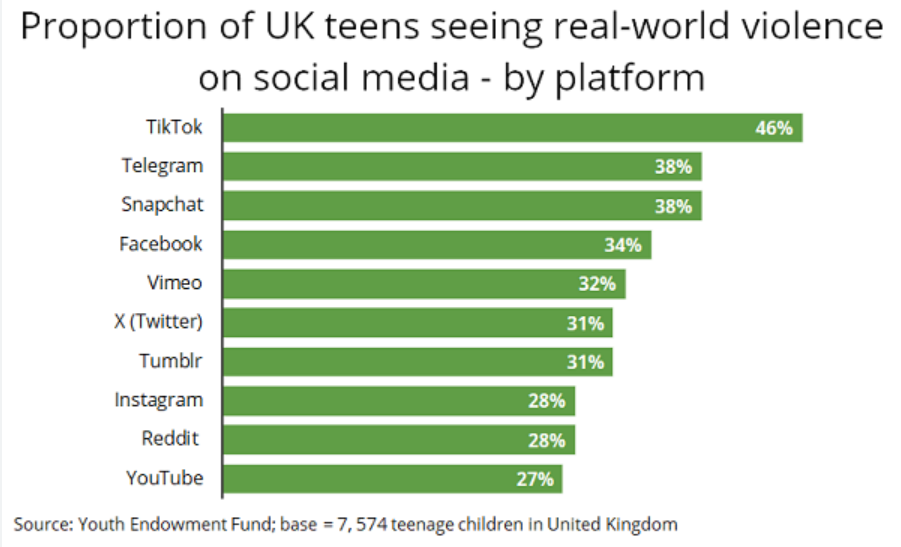 Proportion of UK teens seeing real-world violence
on social media - by platform
TikTok 46%
Telegram 38%
Snapchat 38%
Facebook 34%
Vimeo 32%
X (Twitter) 31%
Tumblr 31%
Instagram 28%
Reddit 28%
YouTube 27%
Source: Youth Endowment Fund; base = 7, 574 teenage children in United Kingdom